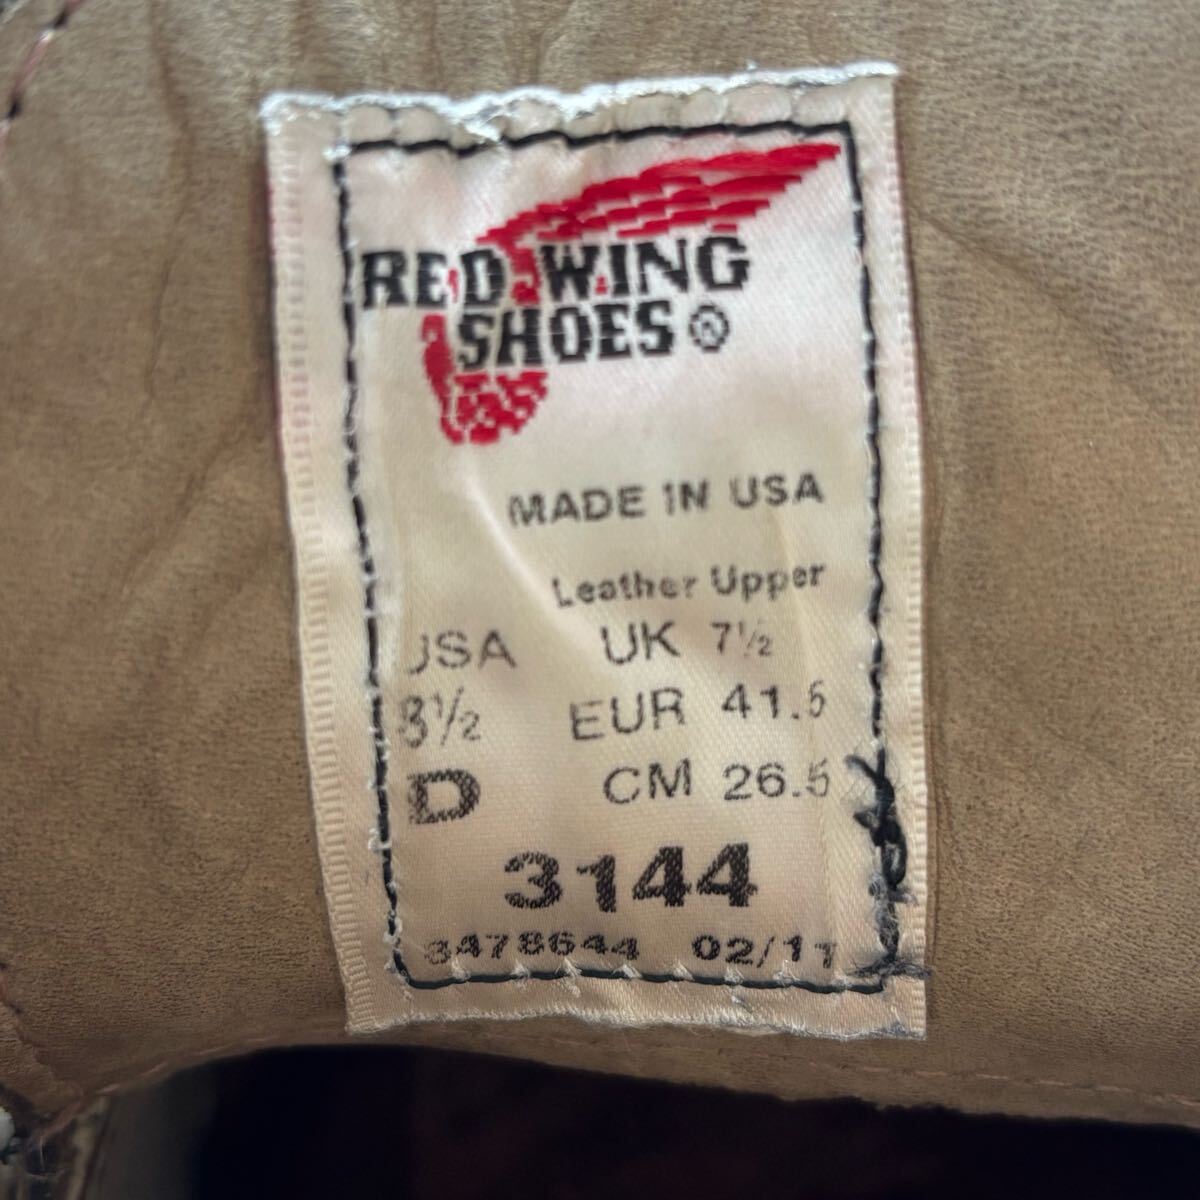 RED WING
SHOES®
MADE IN USA
Leather Upper
USA UK 7½
8½ EUR 41.5
D CM 26.5
3144
3478644 02/11